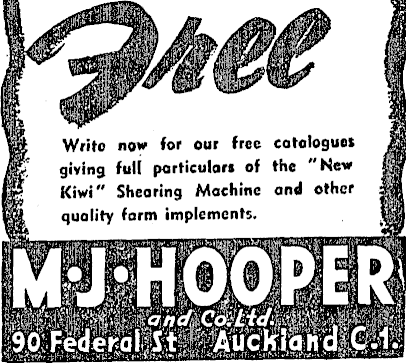 Free
Write now for our free catalogues
giving full particulars of the "New
Kiwi" Shearing Machine and other
quality farm implements.
M·J·HOOPER
and Co·Ltd.
90 Federal St Auckland C.1.